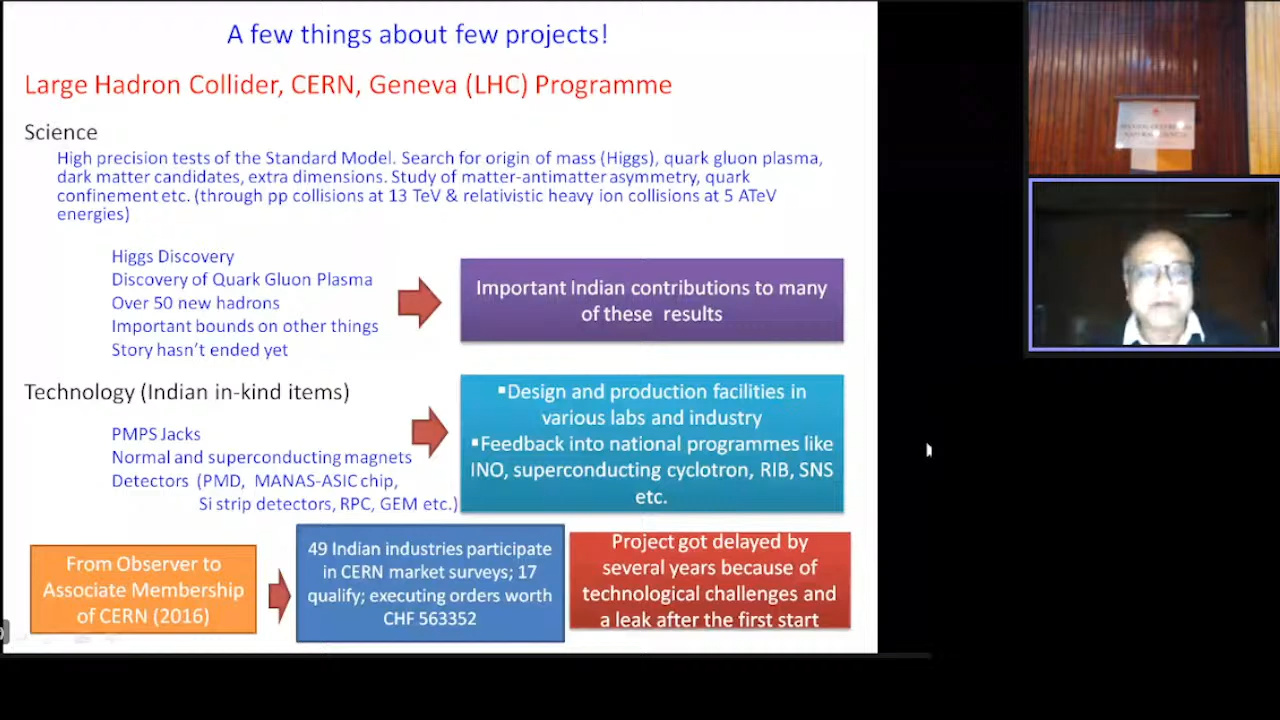 A few things about few projects!
Large Hadron Collider, CERN, Geneva (LHC) Programme
Science
High precision tests of the Standard Model. Search for origin of mass (Higgs), quark gluon plasma,
dark matter candidates, extra dimensions. Study of matter-antimatter asymmetry, quark
confinement etc. (through pp collisions at 13 TeV & relativistic heavy ion collisions at 5 ATeV
energies)
Higgs Discovery
Discovery of Quark Gluon Plasma
Over 50 new hadrons
Important bounds on other things
Story hasn't ended yet
Important Indian contributions to many
of these results
Technology (Indian in-kind items)
PMPS Jacks
Normal and superconducting magnets
Detectors (PMD, MANAS-ASIC chip,
Si strip detectors, RPC, GEM etc.)
▪Design and production facilities in
various labs and industry
▪Feedback into national programmes like
INO, superconducting cyclotron, RIB, SNS
etc.
From Observer to
Associate Membership
of CERN (2016)
49 Indian industries participate
in CERN market surveys; 17
qualify; executing orders worth
CHF 563352
Project got delayed by
several years because of
technological challenges and
a leak after the first start